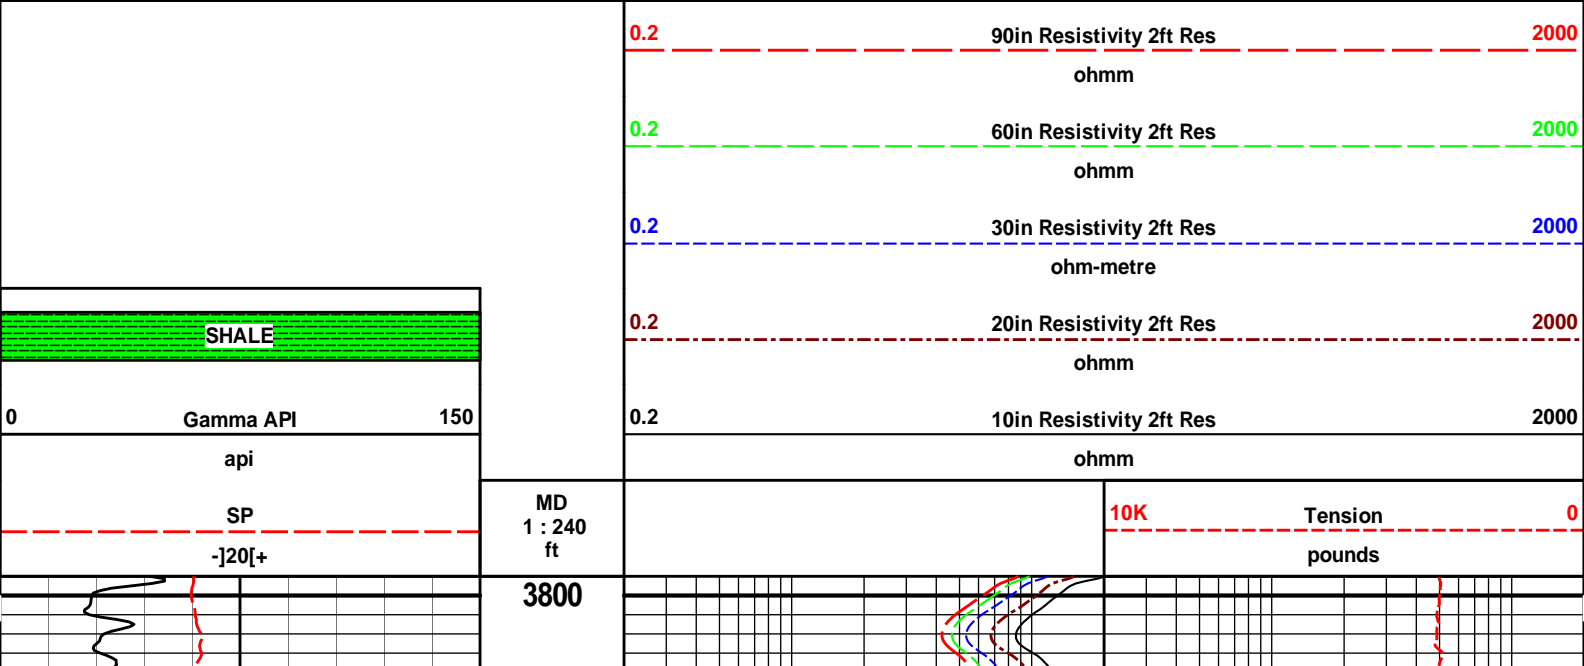 0.2 90in Resistivity 2ft Res 2000
ohmm
0.2 60in Resistivity 2ft Res 2000
ohmm
0.2 30in Resistivity 2ft Res 2000
ohm-metre
SHALE
0.2 20in Resistivity 2ft Res 2000
ohmm
0 Gamma API 150
0.2 10in Resistivity 2ft Res 2000
api
ohmm
SP
-]20[+
MD
1 : 240
ft
10K Tension 0
pounds
3800